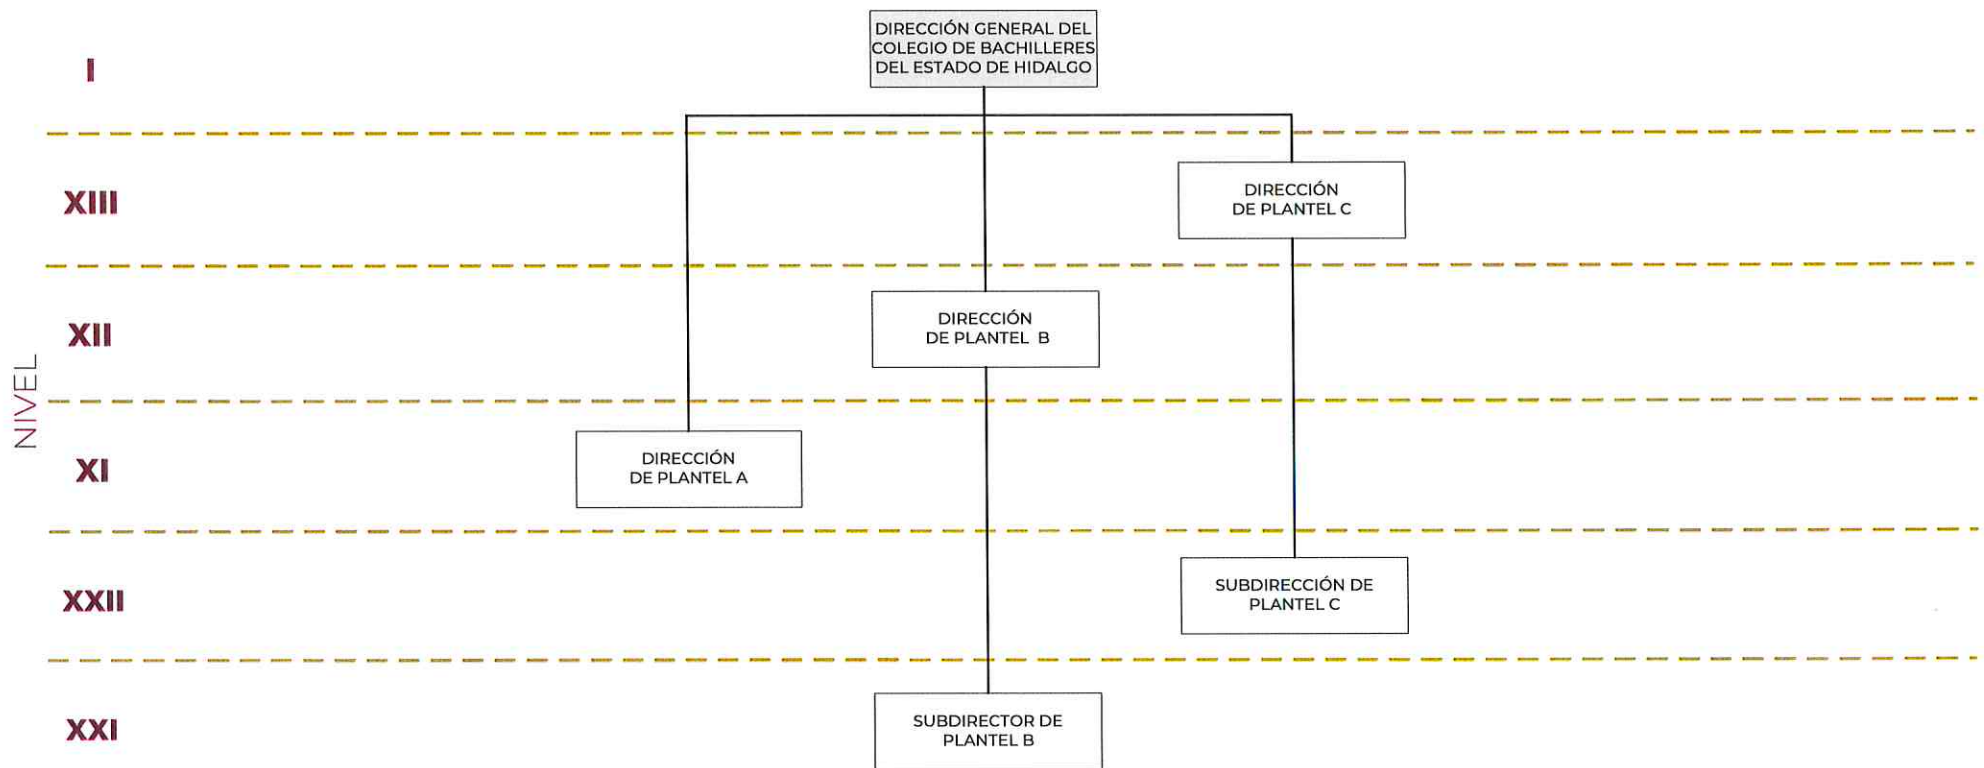 I
DIRECCIÓN GENERAL DEL
COLEGIO DE BACHILLERES
DEL ESTADO DE HIDALGO
XIII
DIRECCIÓN
DE PLANTEL C
XII
DIRECCIÓN
DE PLANTEL B
NIVEL
XI
DIRECCIÓN
DE PLANTEL A
XXII
SUBDIRECCIÓN DE
PLANTEL C
XXI
SUBDIRECTOR DE
PLANTEL B